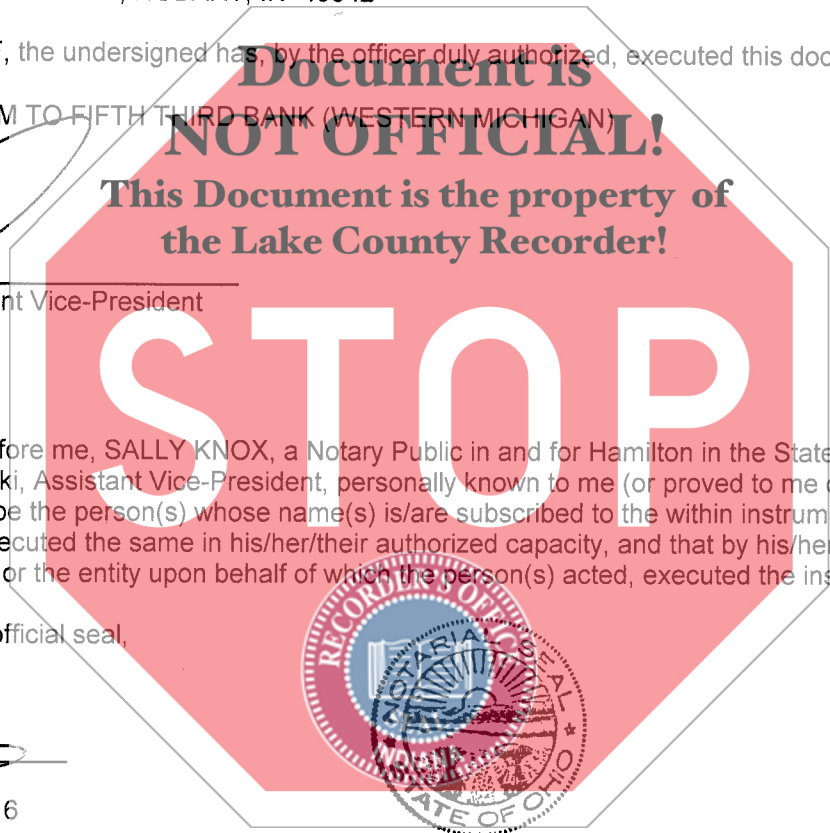 , IN
F, the undersigned has, by the officer duly authorized, executed this doc
Document is
M TO FIFTH THIRD BANK (WESTERN MICHIGAN)
NOT OFFICIAL!
This Document is the property of
the Lake County Recorder!
nt Vice-President
STOP
fore me, SALLY KNOX, a Notary Public in and for Hamilton in the State
ki, Assistant Vice-President, personally known to me (or proved to me
be the person(s) whose name(s) is/are subscribed to the within instrum
ecuted the same in his/her/their authorized capacity, and that by his/her
or the entity upon behalf of which the person(s) acted, executed the ins
RECORDER'S OFFICE
official seal,
NOTARIAL SEAL
SEAL
INDIANA
STATE OF OHIO
6